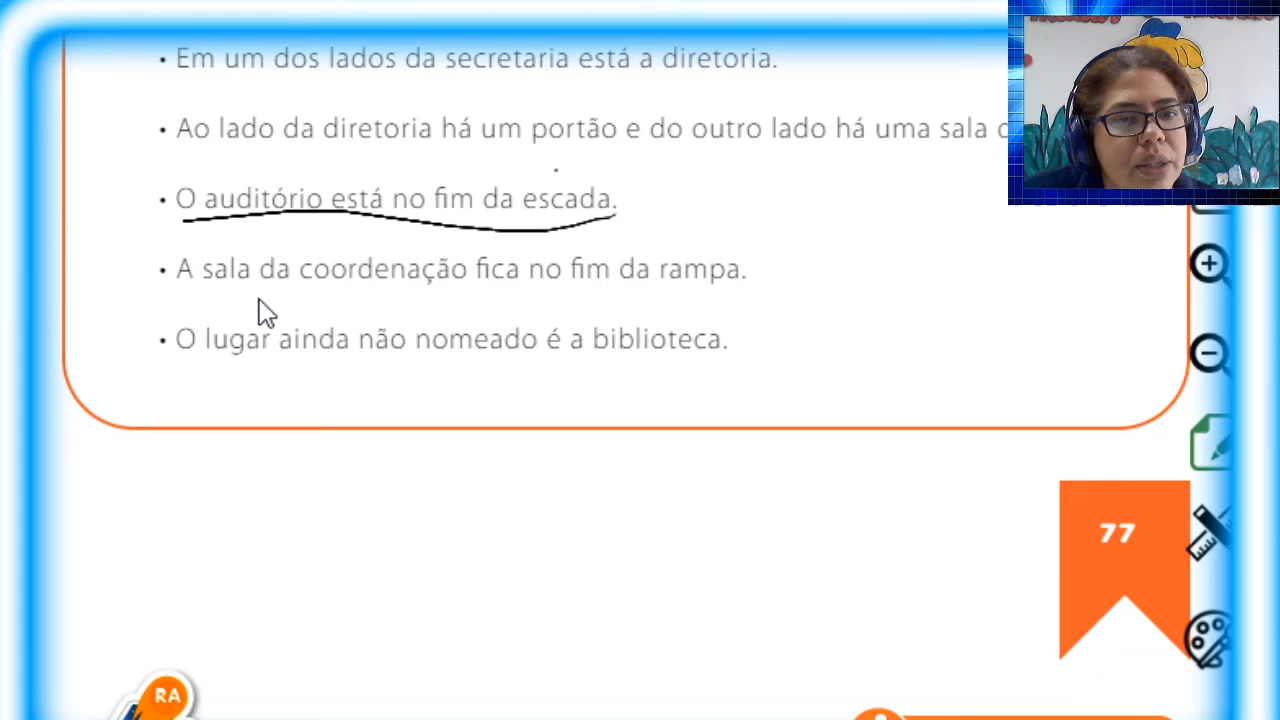 • Em um dos lados da secretaria está a diretoria.
• Ao lado da diretoria há um portão e do outro lado há uma sala
• O auditório está no fim da escada.
• A sala da coordenação fica no fim da rampa.
• O lugar ainda não nomeado é a biblioteca.
77
RA